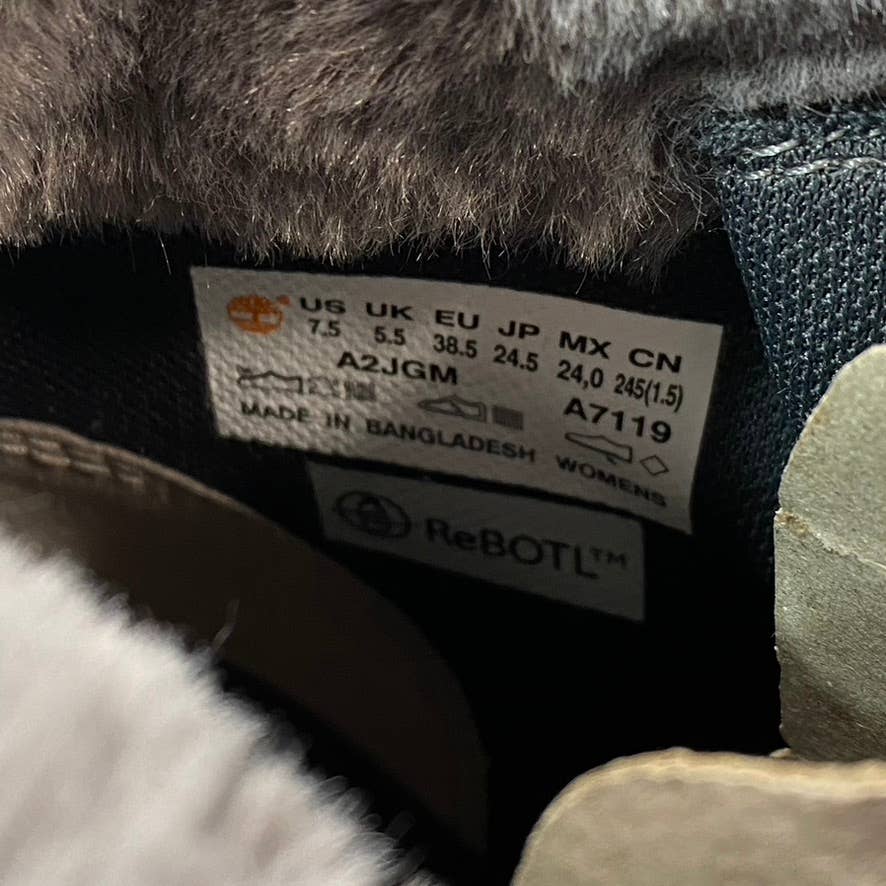 US UK EU JP MX CN
7.5 5.5 38.5 24.5 24,0 245(1.5)
A2JGM A7119
MADE IN BANGLADESH WOMENS
ReBOTL™